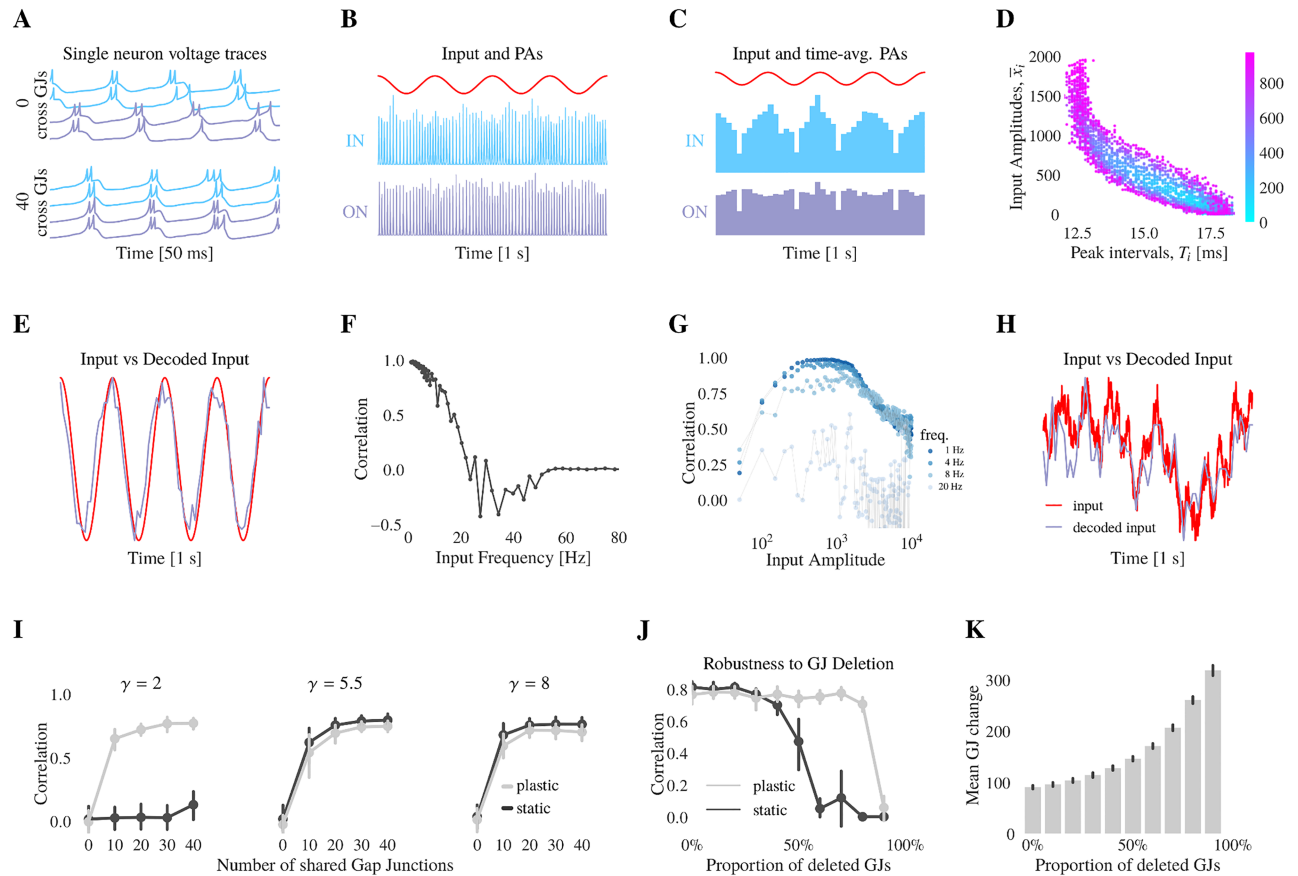 A
Single neuron voltage traces
0
cross GJs
40
cross GJs
Time [50 ms]
B
Input and PAs
IN
ON
Time [1 s]
C
Input and time-avg. PAs
IN
ON
Time [1 s]
D
Input Amplitudes, x̅ᵢ
2000
1500
1000
500
0
12.5 15.0 17.5
Peak intervals, Tᵢ [ms]
800
600
400
200
0
E
Input vs Decoded Input
Time [1 s]
F
Correlation
1.0
0.5
0.0
−0.5
0 20 40 60 80
Input Frequency [Hz]
G
Correlation
1.00
0.75
0.50
0.25
0.00
10² 10³ 10⁴
Input Amplitude
freq.
1 Hz
4 Hz
8 Hz
20 Hz
H
Input vs Decoded Input
input
decoded input
Time [1 s]
I
Correlation
1.0
0.5
0.0
γ = 2
0 10 20 30 40
γ = 5.5
0 10 20 30 40
γ = 8
plastic
static
0 10 20 30 40
Number of shared Gap Junctions
J
Robustness to GJ Deletion
Correlation
0.8
0.6
0.4
0.2
0.0
plastic
static
0% 50% 100%
Proportion of deleted GJs
K
Mean GJ change
300
200
100
0
0% 50% 100%
Proportion of deleted GJs